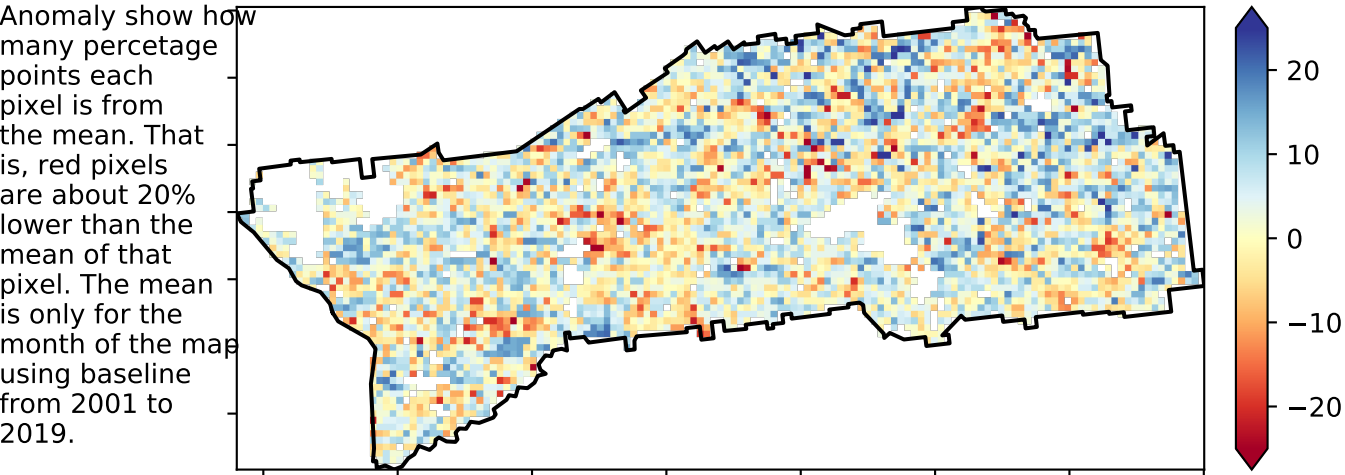 Anomaly show how
many percetage
points each
pixel is from
the mean. That
is, red pixels
are about 20%
lower than the
mean of that
pixel. The mean
is only for the
month of the map
using baseline
from 2001 to
2019.
20
10
0
−10
−20